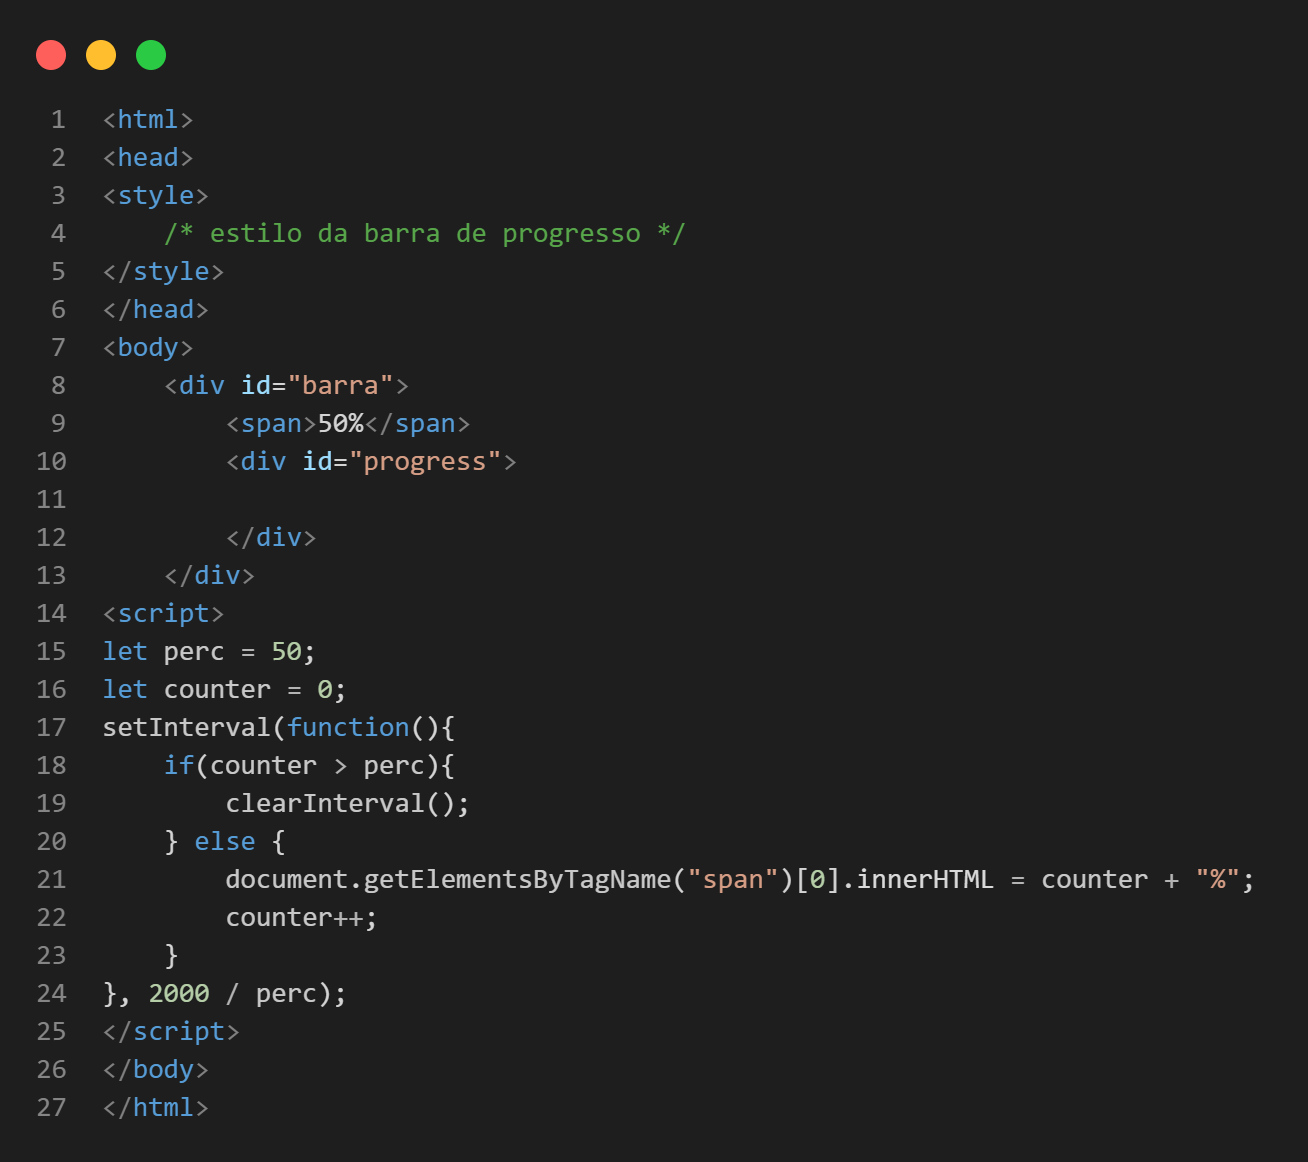 1 <html>
2 <head>
3 <style>
4     /* estilo da barra de progresso */
5 </style>
6 </head>
7 <body>
8     <div id="barra">
9         <span>50%</span>
10         <div id="progress">
11
12         </div>
13     </div>
14 <script>
15 let perc = 50;
16 let counter = 0;
17 setInterval(function(){
18     if(counter > perc){
19         clearInterval();
20     } else {
21         document.getElementsByTagName("span")[0].innerHTML = counter + "%";
22         counter++;
23     }
24 }, 2000 / perc);
25 </script>
26 </body>
27 </html>